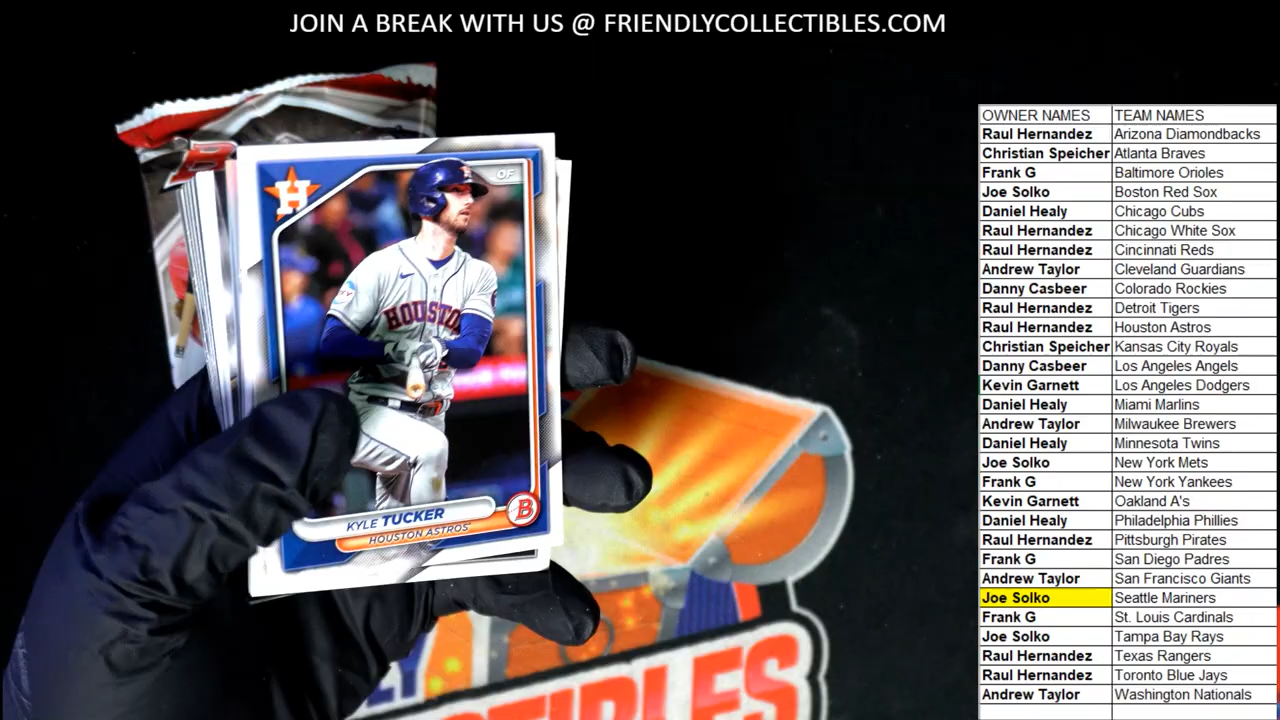 JOIN A BREAK WITH US @ FRIENDLYCOLLECTIBLES.COM
OF
H
HOUSTON
KYLE TUCKER
HOUSTON ASTROS
B
OWNER NAMES TEAM NAMES
Raul Hernandez Arizona Diamondbacks
Christian Speicher Atlanta Braves
Frank G Baltimore Orioles
Joe Solko Boston Red Sox
Daniel Healy Chicago Cubs
Raul Hernandez Chicago White Sox
Raul Hernandez Cincinnati Reds
Andrew Taylor Cleveland Guardians
Danny Casbeer Colorado Rockies
Raul Hernandez Detroit Tigers
Raul Hernandez Houston Astros
Christian Speicher Kansas City Royals
Danny Casbeer Los Angeles Angels
Kevin Garnett Los Angeles Dodgers
Daniel Healy Miami Marlins
Andrew Taylor Milwaukee Brewers
Daniel Healy Minnesota Twins
Joe Solko New York Mets
Frank G New York Yankees
Kevin Garnett Oakland A's
Daniel Healy Philadelphia Phillies
Raul Hernandez Pittsburgh Pirates
Frank G San Diego Padres
Andrew Taylor San Francisco Giants
Joe Solko Seattle Mariners
Frank G St. Louis Cardinals
Joe Solko Tampa Bay Rays
Raul Hernandez Texas Rangers
Raul Hernandez Toronto Blue Jays
Andrew Taylor Washington Nationals